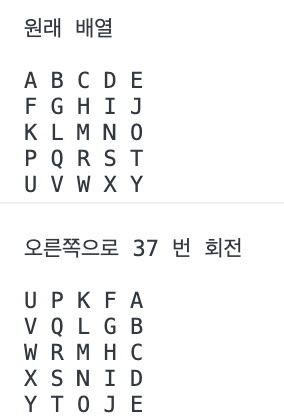 원래 배열
A B C D E
F G H I J
K L M N O
P Q R S T
U V W X Y
오른쪽으로 37 번 회전
U P K F A
V Q L G B
W R M H C
X S N I D
Y T O J E